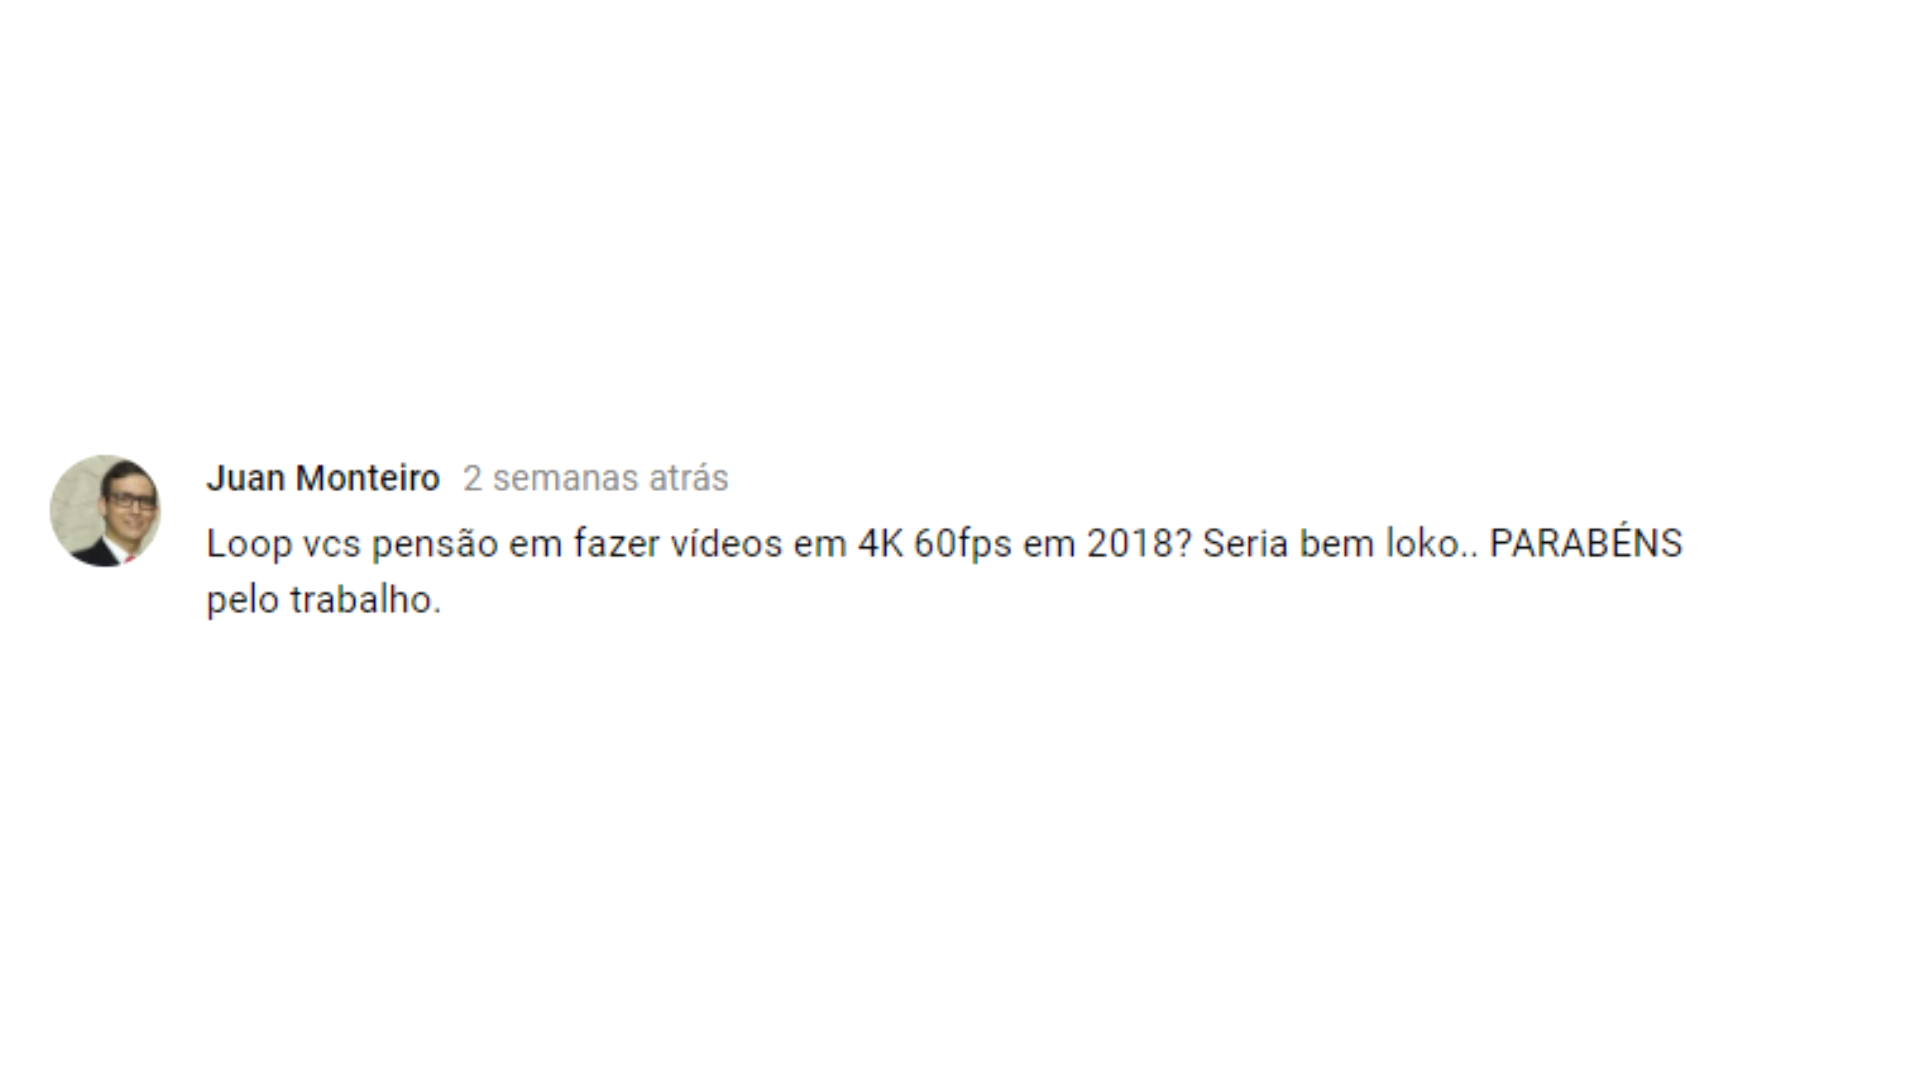 Juan Monteiro 2 semanas atrás
Loop vcs pensão em fazer vídeos em 4K 60fps em 2018? Seria bem loko.. PARABÉNS
pelo trabalho.